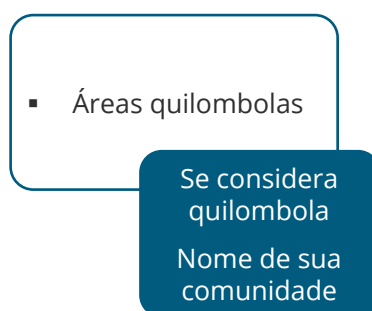 ▪ Áreas quilombolas
Se considera
quilombola
Nome de sua
comunidade